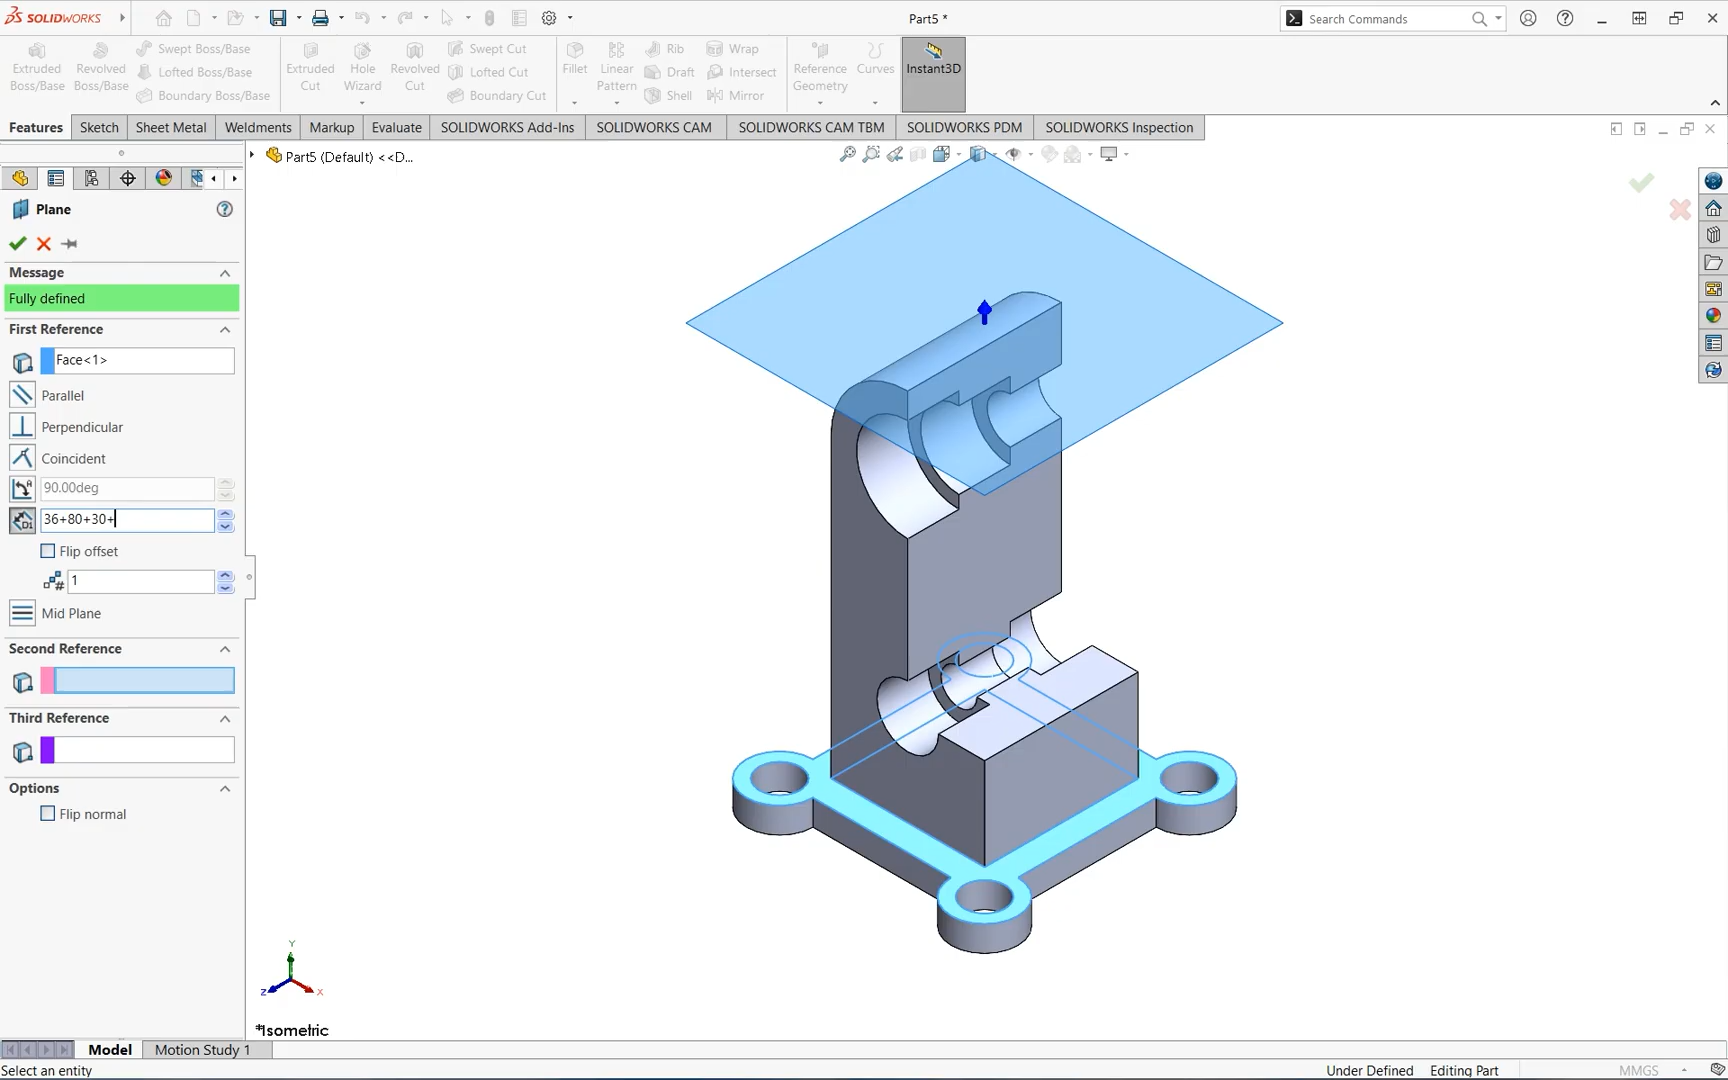 SOLIDWORKS
Part5 *
Search Commands
Extruded Boss/Base
Revolved Boss/Base
Swept Boss/Base
Lofted Boss/Base
Boundary Boss/Base
Extruded Cut
Hole Wizard
Revolved Cut
Swept Cut
Lofted Cut
Boundary Cut
Fillet
Linear Pattern
Rib
Draft
Shell
Wrap
Intersect
Mirror
Reference Geometry
Curves
Instant3D
Features
Sketch
Sheet Metal
Weldments
Markup
Evaluate
SOLIDWORKS Add-Ins
SOLIDWORKS CAM
SOLIDWORKS CAM TBM
SOLIDWORKS PDM
SOLIDWORKS Inspection
Part5 (Default) <<D...
Plane
Message
Fully defined
First Reference
Face<1>
Parallel
Perpendicular
Coincident
90.00deg
36+80+30+
Flip offset
1
Mid Plane
Second Reference
Third Reference
Options
Flip normal
Y
Z
X
*Isometric
Model
Motion Study 1
Select an entity
Under Defined
Editing Part
MMGS